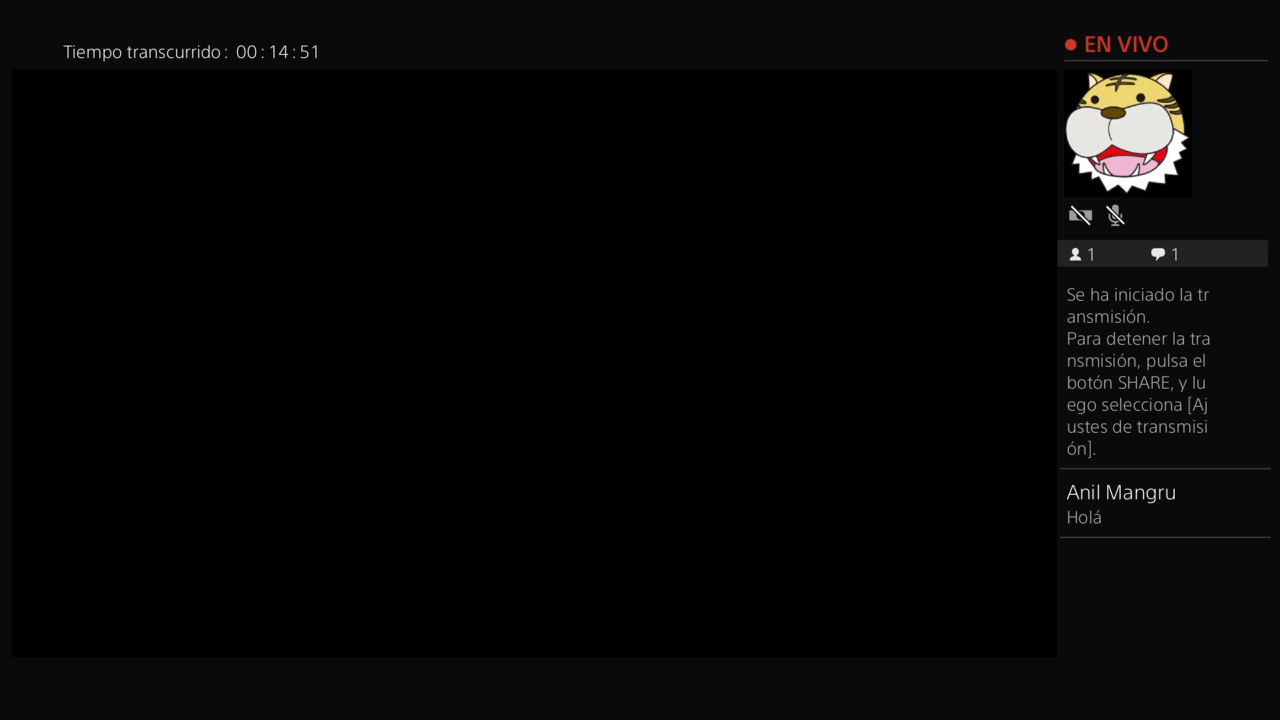 Tiempo transcurrido : 00 : 14 : 51
EN VIVO
1 1
Se ha iniciado la tr
ansmisión.
Para detener la tra
nsmisión, pulsa el
botón SHARE, y lu
ego selecciona [Aj
ustes de transmisi
ón].
Anil Mangru
Holá